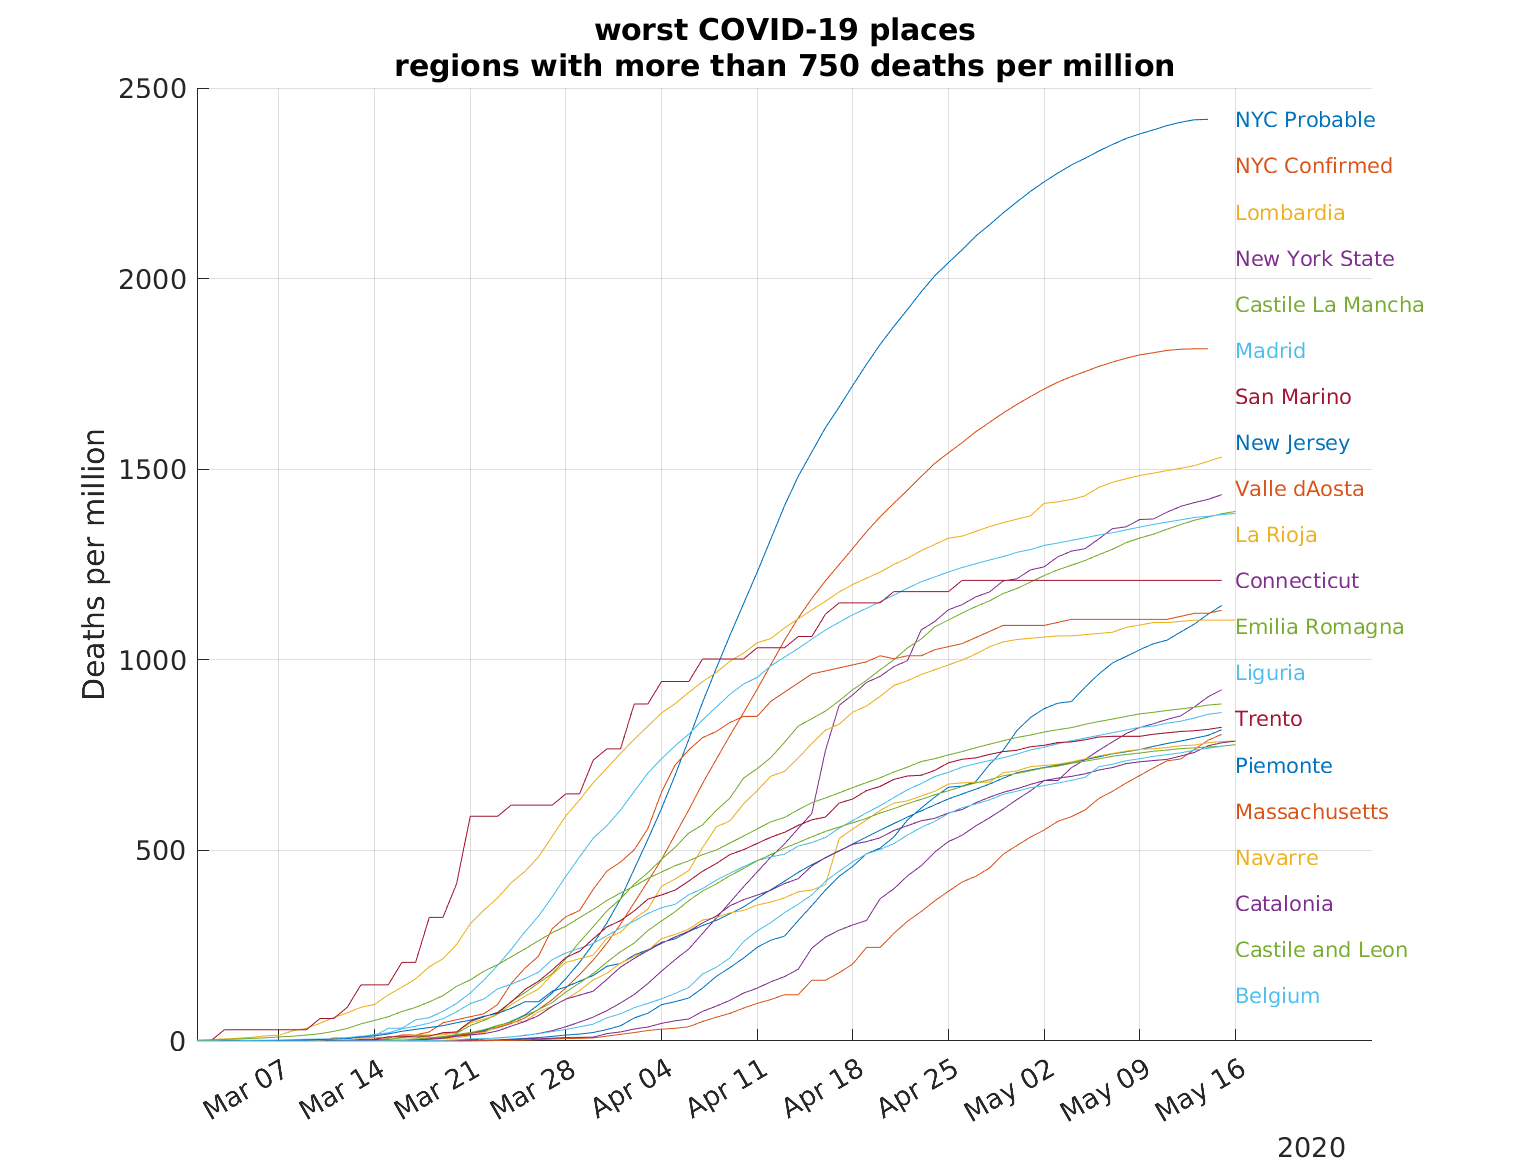 worst COVID-19 places
regions with more than 750 deaths per million
Deaths per million
2500
2000
1500
1000
500
0
NYC Probable
NYC Confirmed
Lombardia
New York State
Castile La Mancha
Madrid
San Marino
New Jersey
Valle dAosta
La Rioja
Connecticut
Emilia Romagna
Liguria
Trento
Piemonte
Massachusetts
Navarre
Catalonia
Castile and Leon
Belgium
Mar 07
Mar 14
Mar 21
Mar 28
Apr 04
Apr 11
Apr 18
Apr 25
May 02
May 09
May 16
2020